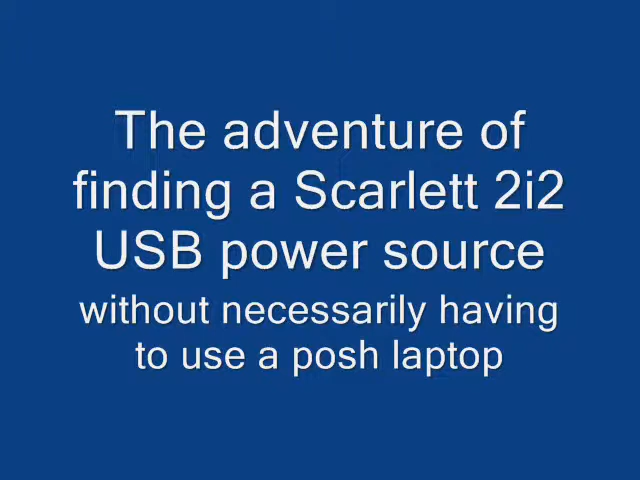 The adventure of
finding a Scarlett 2i2
USB power source
without necessarily having
to use a posh laptop